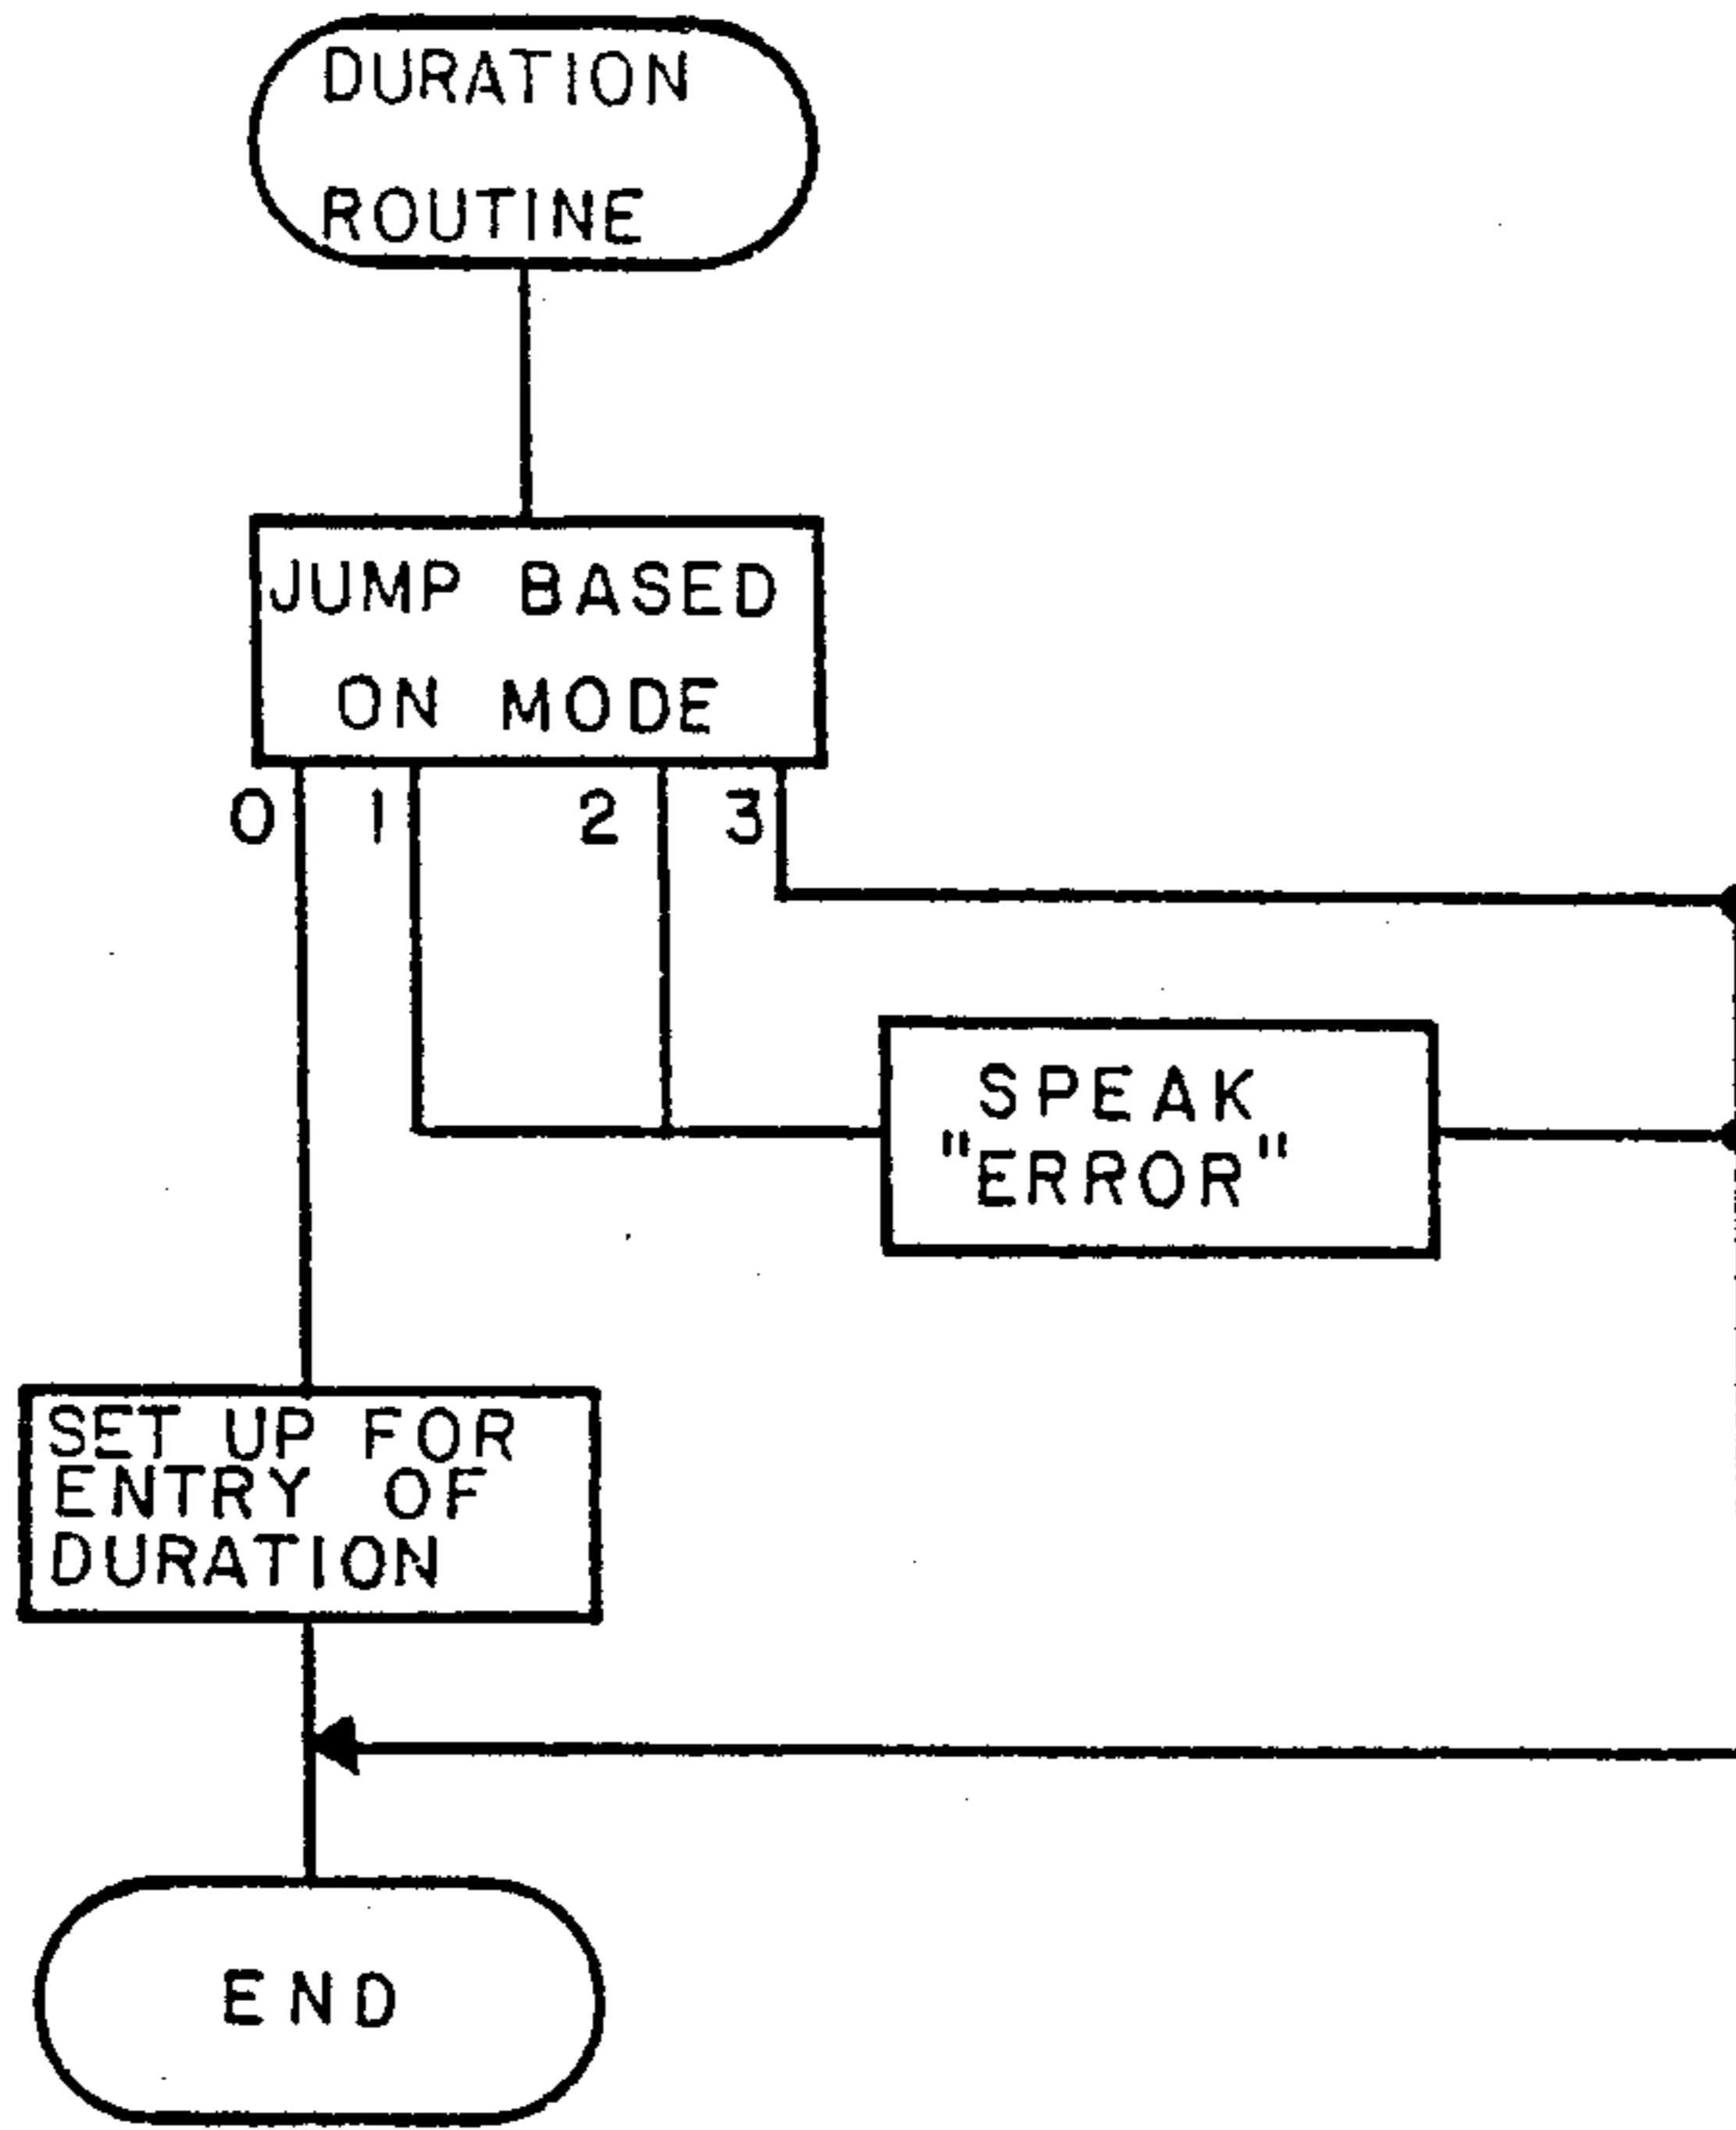 DURATION
ROUTINE
JUMP BASED
ON MODE
0 1 2 3
SPEAK
"ERROR"
SET UP FOR
ENTRY OF
DURATION
END